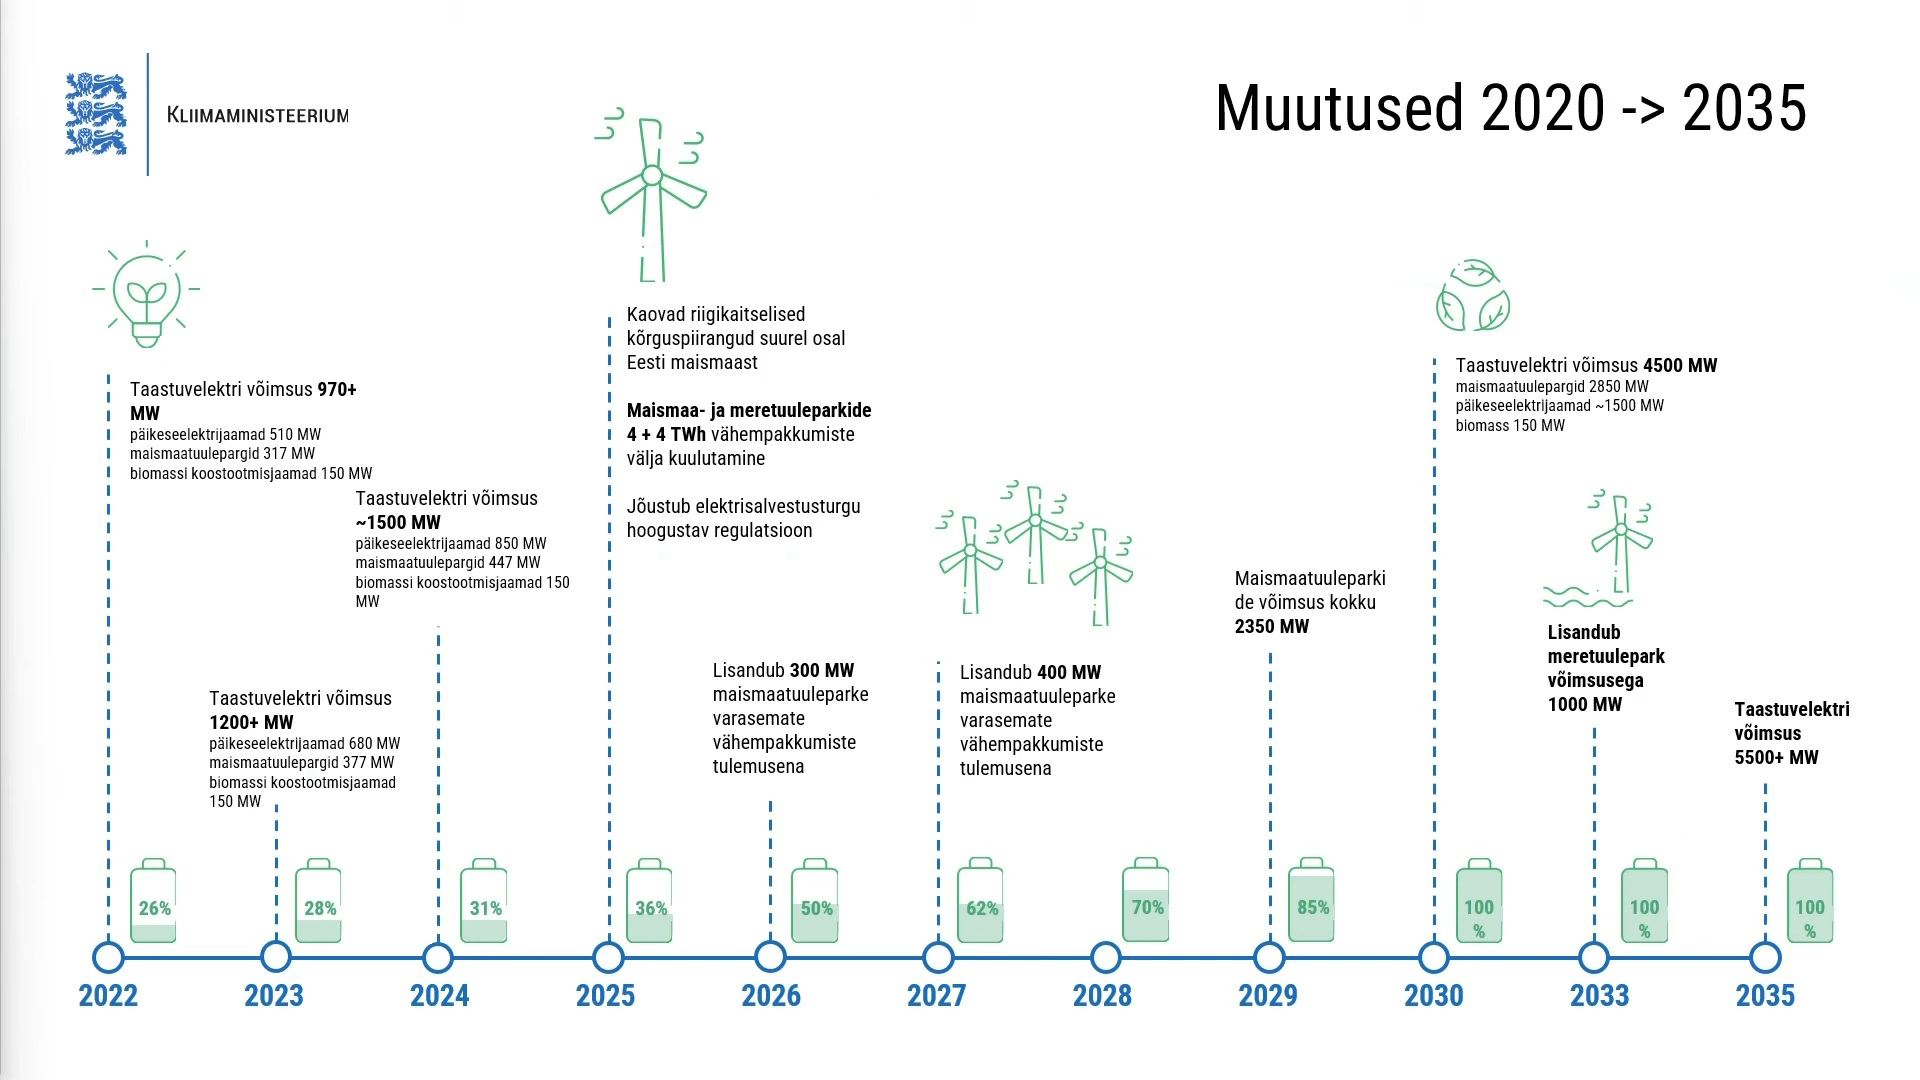 KLIIMAMINISTEERIUM
Muutused 2020 -> 2035
Taastuvelektri võimsus 970+
MW
päikeseelektrijaamad 510 MW
maismaatuulepargid 317 MW
biomassi koostootmisjaamad 150 MW
Taastuvelektri võimsus
1200+ MW
päikeseelektrijaamad 680 MW
maismaatuulepargid 377 MW
biomassi koostootmisjaamad
150 MW
Taastuvelektri võimsus
~1500 MW
päikeseelektrijaamad 850 MW
maismaatuulepargid 447 MW
biomassi koostootmisjaamad 150
MW
Kaovad riigikaitselised
kõrguspiirangud suurel osal
Eesti maismaast
Maismaa- ja meretuuleparkide
4 + 4 TWh vähempakkumiste
välja kuulutamine
Jõustub elektrisalvestusturgu
hoogustav regulatsioon
Lisandub 300 MW
maismaatuuleparke
varasemate
vähempakkumiste
tulemusena
Lisandub 400 MW
maismaatuuleparke
varasemate
vähempakkumiste
tulemusena
Maismaatuuleparki
de võimsus kokku
2350 MW
Taastuvelektri võimsus 4500 MW
maismaatuulepargid 2850 MW
päikeseelektrijaamad ~1500 MW
biomass 150 MW
Lisandub
meretuulepark
võimsusega
1000 MW
Taastuvelektri
võimsus
5500+ MW
26%
28%
31%
36%
50%
62%
70%
85%
100
%
100
%
100
%
2022
2023
2024
2025
2026
2027
2028
2029
2030
2033
2035